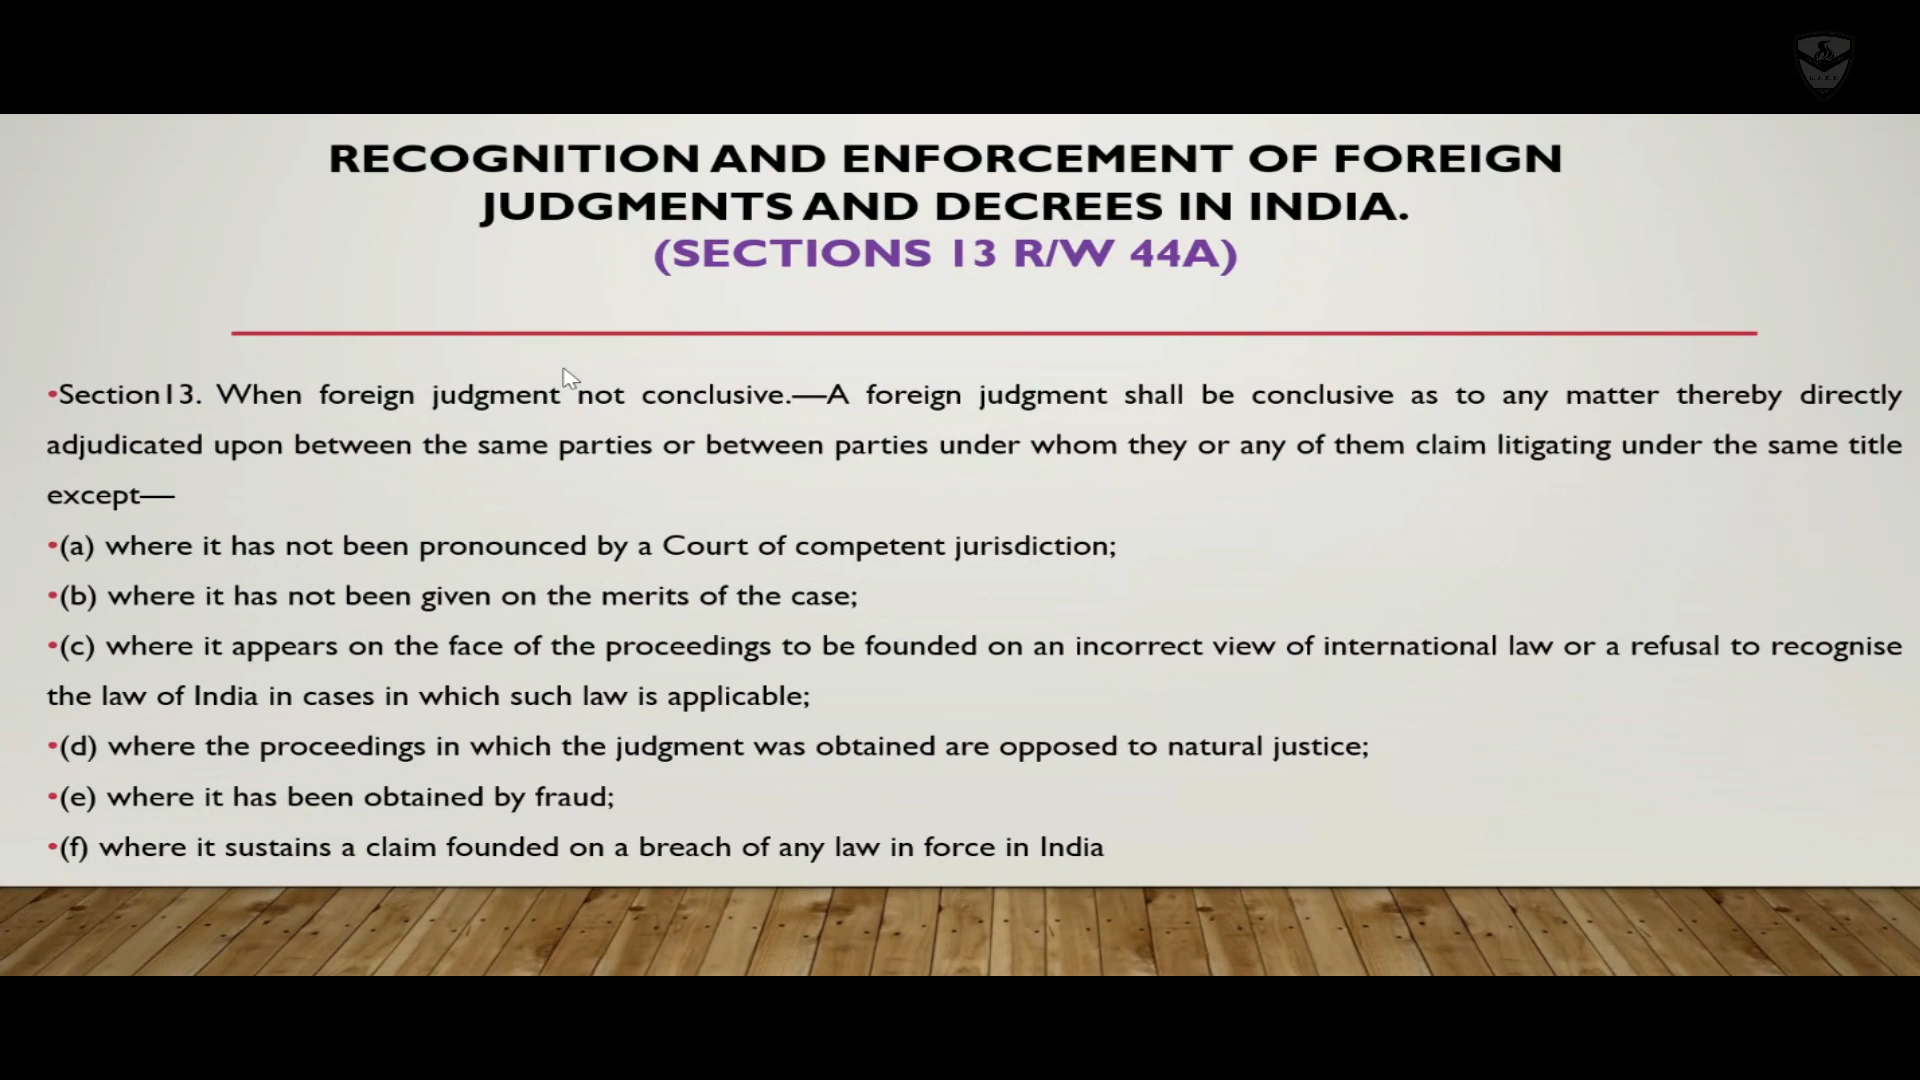 RECOGNITION AND ENFORCEMENT OF FOREIGN
JUDGMENTS AND DECREES IN INDIA.
(SECTIONS 13 R/W 44A)
•Section13. When foreign judgment not conclusive.—A foreign judgment shall be conclusive as to any matter thereby directly
adjudicated upon between the same parties or between parties under whom they or any of them claim litigating under the same title
except—
•(a) where it has not been pronounced by a Court of competent jurisdiction;
•(b) where it has not been given on the merits of the case;
•(c) where it appears on the face of the proceedings to be founded on an incorrect view of international law or a refusal to recognise
the law of India in cases in which such law is applicable;
•(d) where the proceedings in which the judgment was obtained are opposed to natural justice;
•(e) where it has been obtained by fraud;
•(f) where it sustains a claim founded on a breach of any law in force in India